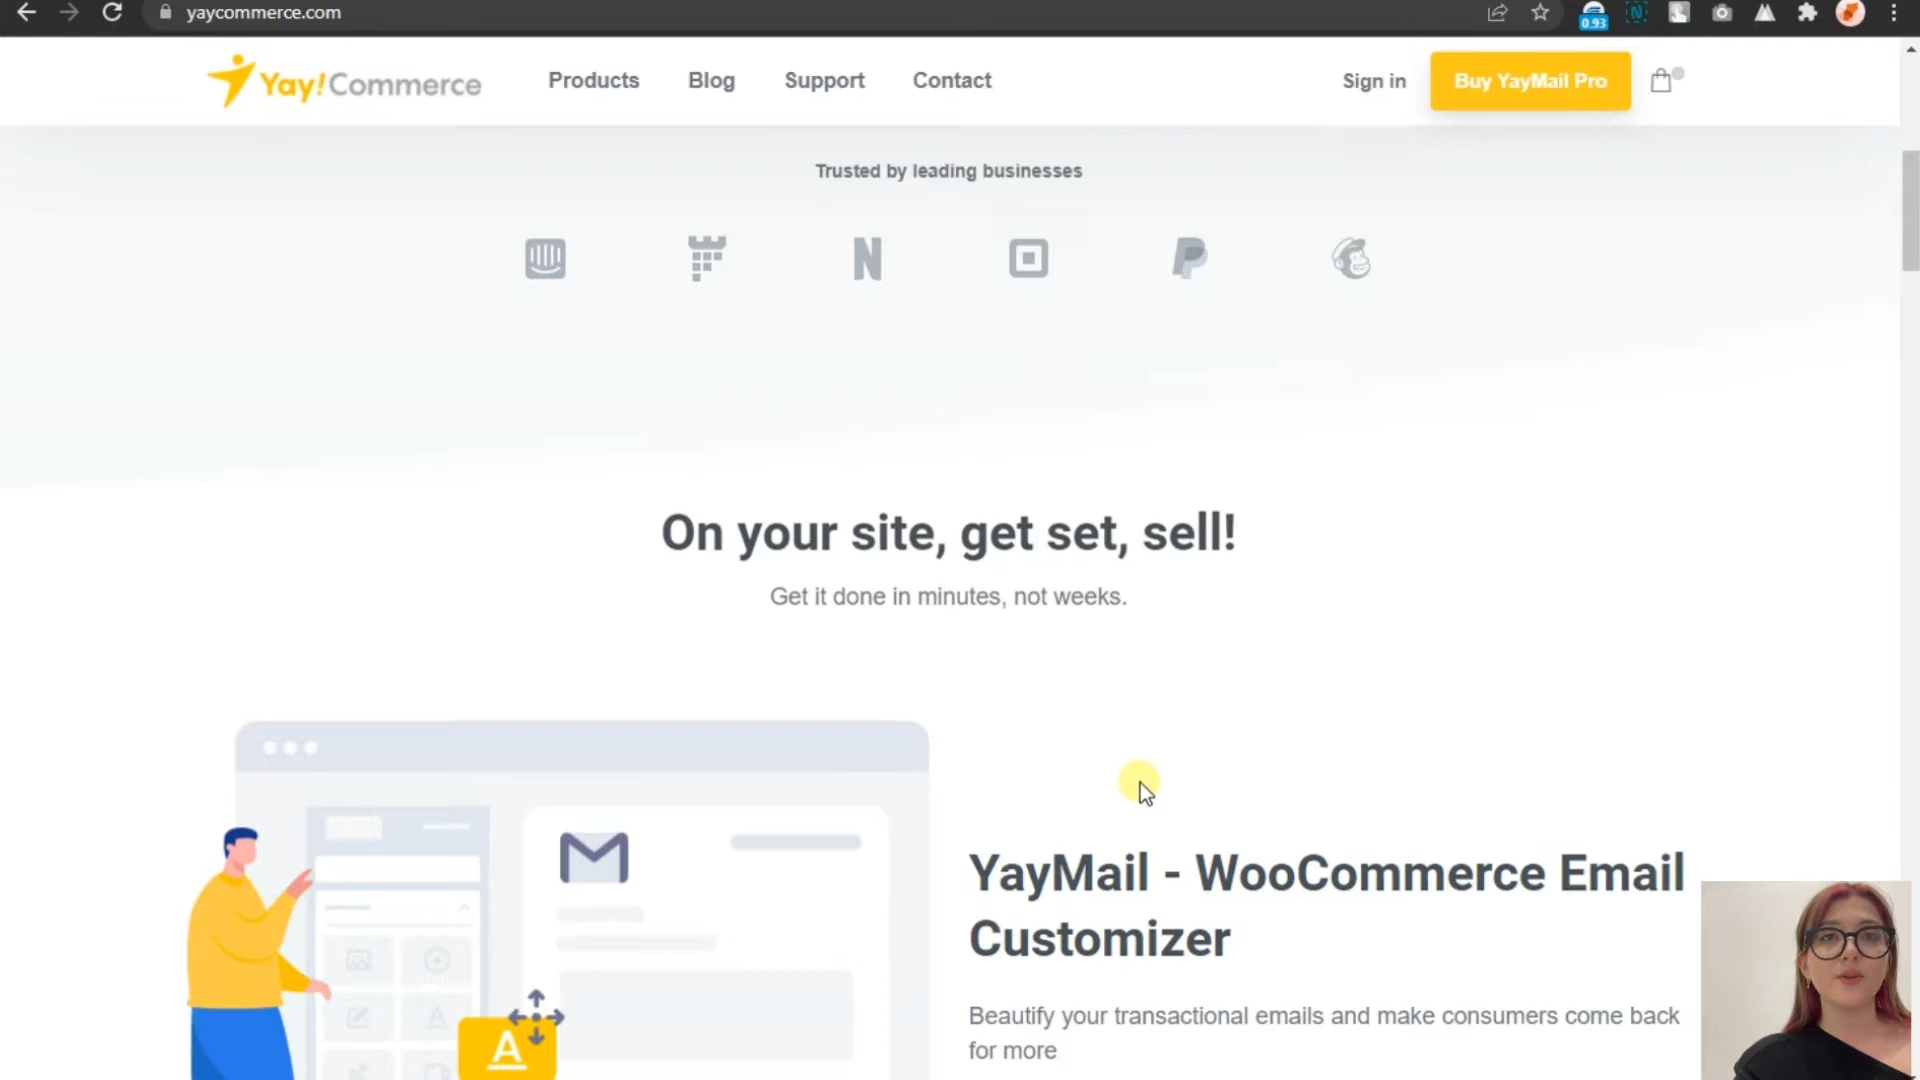 yaycommerce.com
0.93
Yay!Commerce
Products
Blog
Support
Contact
Sign in
Buy YayMail Pro
Trusted by leading businesses
N
On your site, get set, sell!
Get it done in minutes, not weeks.
YayMail - WooCommerce Email
Customizer
A
Beautify your transactional emails and make consumers come back
for more